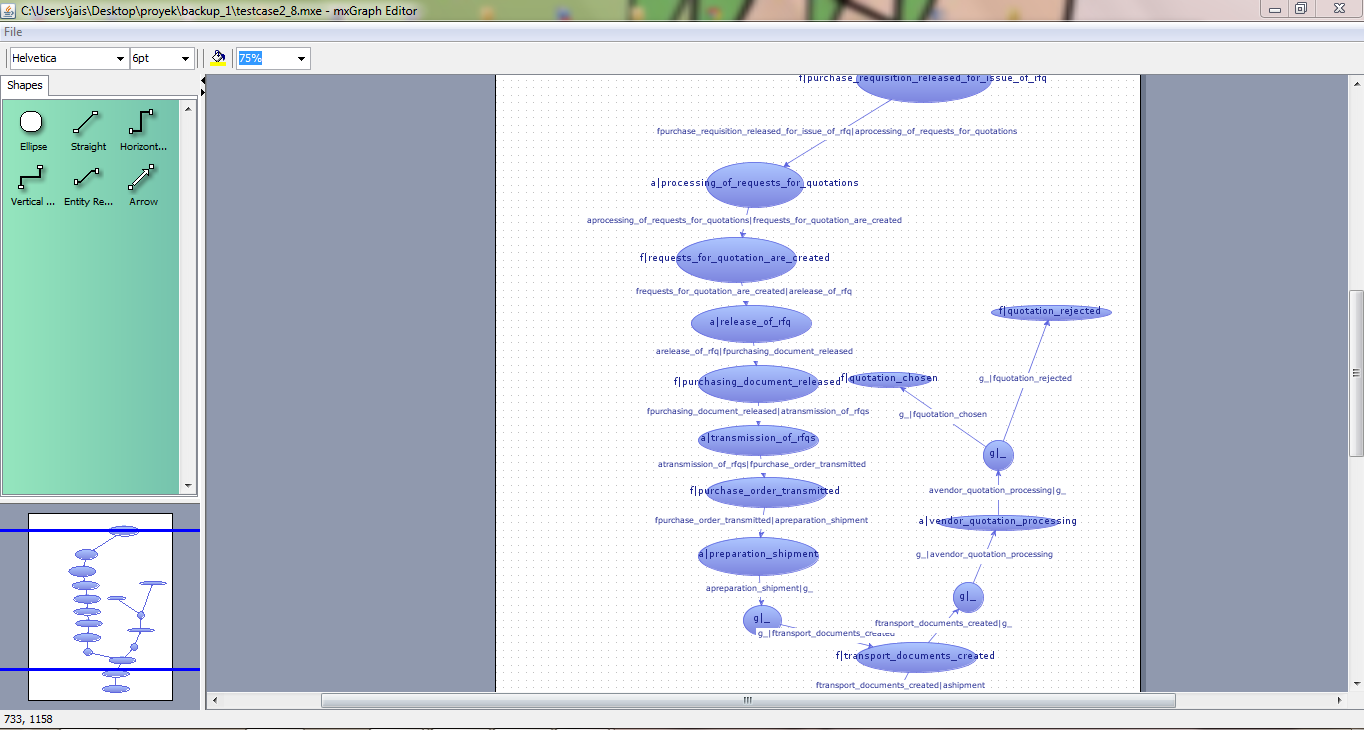 C:\Users\jais\Desktop\proyek\backup_1\testcase2_8.mxe - mxGraph Editor
File
Helvetica
6pt
75%
Shapes
Ellipse
Straight
Horizont...
Vertical ...
Entity Re...
Arrow
f|purchase_requisition_released_for_issue_of_rfq
fpurchase_requisition_released_for_issue_of_rfq|aprocessing_of_requests_for_quotations
a|processing_of_requests_for_quotations
aprocessing_of_requests_for_quotations|frequests_for_quotation_are_created
f|requests_for_quotation_are_created
frequests_for_quotation_are_created|arelease_of_rfq
f|quotation_rejected
a|release_of_rfq
arelease_of_rfq|fpurchasing_document_released
f|purchasing_document_released
f|quotation_chosen
g_|fquotation_rejected
fpurchasing_document_released|atransmission_of_rfqs
g_|fquotation_chosen
a|transmission_of_rfqs
g|_
atransmission_of_rfqs|fpurchase_order_transmitted
f|purchase_order_transmitted
avendor_quotation_processing|g_
fpurchase_order_transmitted|apreparation_shipment
a|vendor_quotation_processing
a|preparation_shipment
g_|avendor_quotation_processing
apreparation_shipment|g_
g|_
g|_
ftransport_documents_created|g_
g_|ftransport_documents_created
f|transport_documents_created
ftransport_documents_created|ashipment
733, 1158